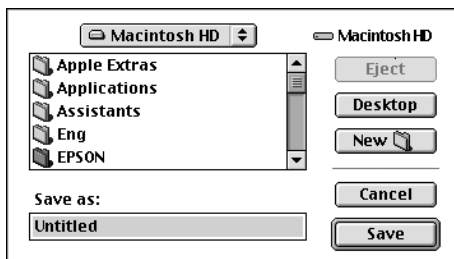 Macintosh HD
Macintosh HD
Apple Extras
Applications
Assistants
Eng
EPSON
Eject
Desktop
New
Save as:
Untitled
Cancel
Save